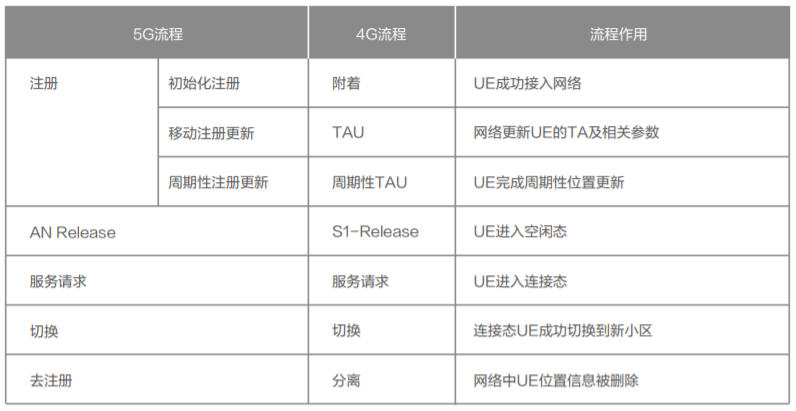 5G流程 4G流程 流程作用
注册 初始化注册 附着 UE成功接入网络
移动注册更新 TAU 网络更新UE的TA及相关参数
周期性注册更新 周期性TAU UE完成周期性位置更新
AN Release S1-Release UE进入空闲态
服务请求 服务请求 UE进入连接态
切换 切换 连接态UE成功切换到新小区
去注册 分离 网络中UE位置信息被删除